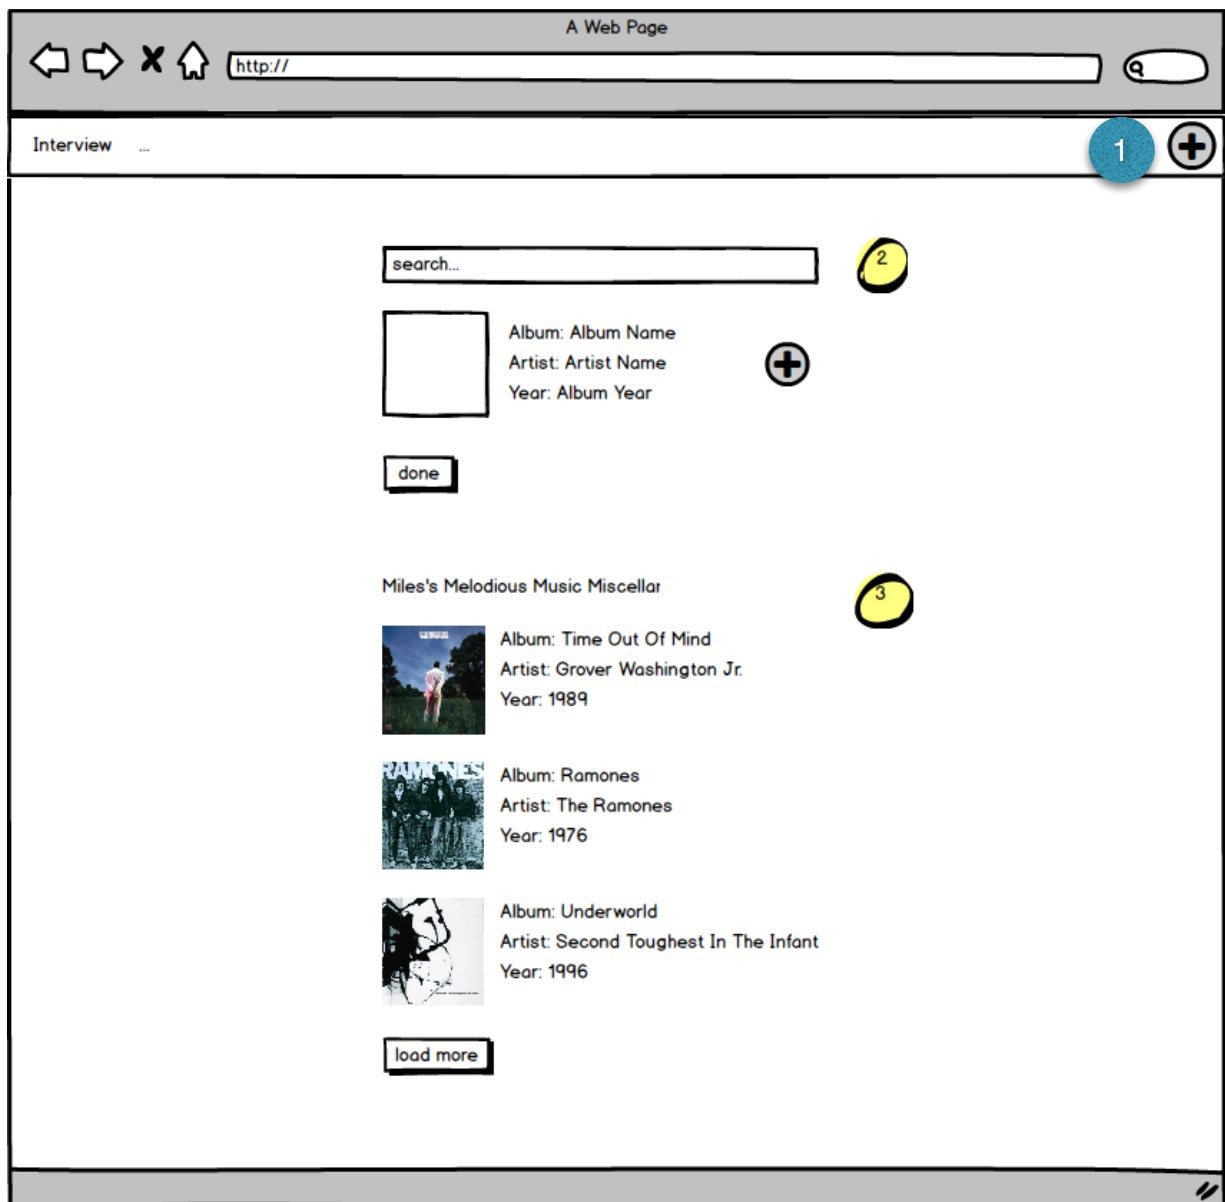 A Web Page
http://
Interview ...
1
search...
2
Album: Album Name
Artist: Artist Name
Year: Album Year
done
Miles's Melodious Music Miscellar
3
Album: Time Out Of Mind
Artist: Grover Washington Jr.
Year: 1989
RAMONES
Album: Ramones
Artist: The Ramones
Year: 1976
Album: Underworld
Artist: Second Toughest In The Infant
Year: 1996
load more